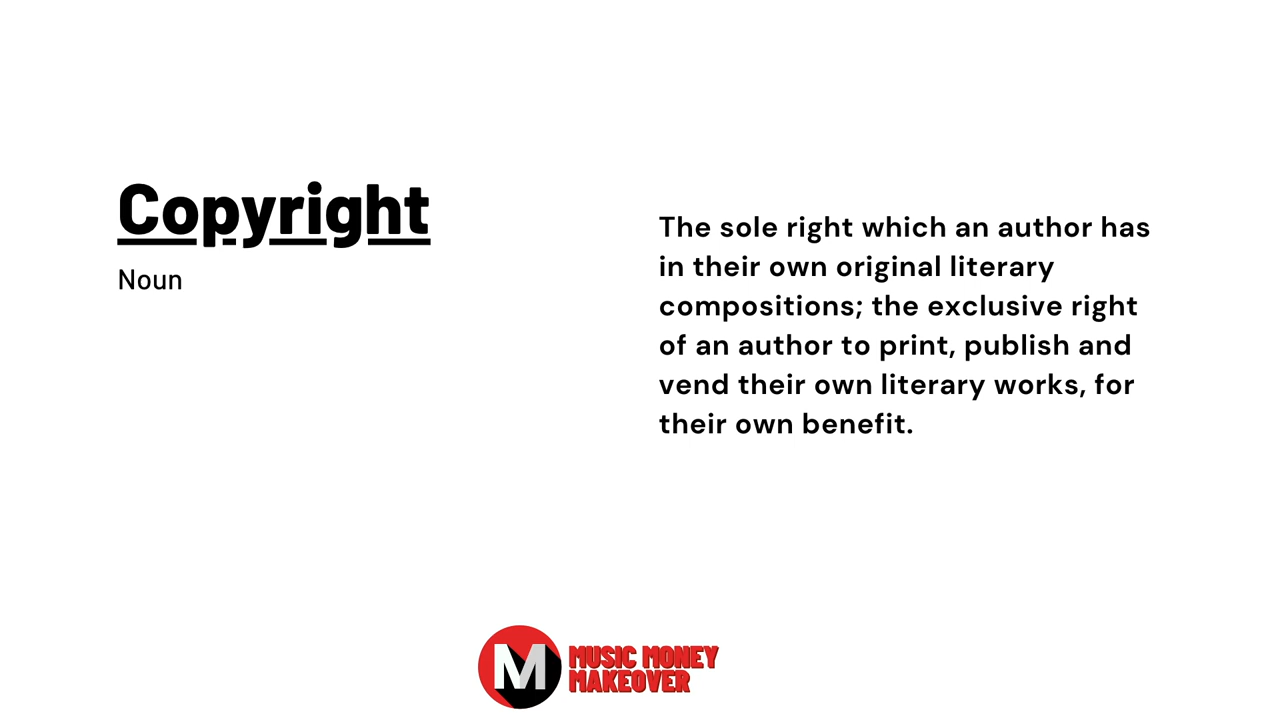 Copyright
Noun
The sole right which an author has
in their own original literary
compositions; the exclusive right
of an author to print, publish and
vend their own literary works, for
their own benefit.
M
MUSIC MONEY
MAKEOVER